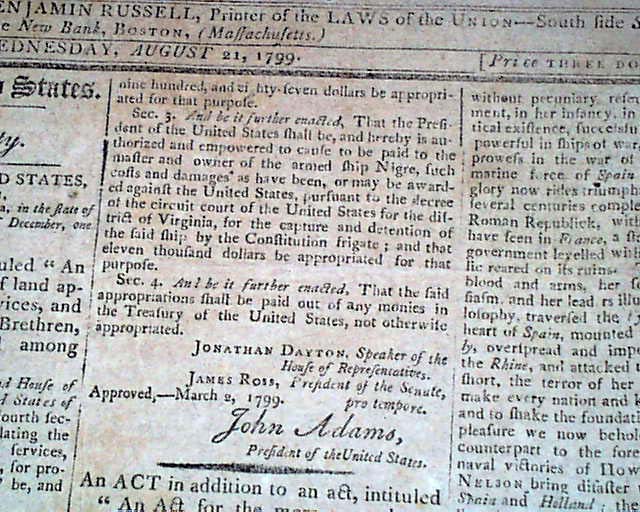 ENJAMIN RUSSELL, Printer of the LAWS of the UNION—South side
New Bank, BOSTON, (Maſſachuſetts.)
EDNESDAY, AUGUST 21, 1799.
[Price THREE DO
States.
ty.
D STATES,
in the ſtate of
December, one
uled “ An
f land ap-
vices, and
Brethren,
among
nd Houſe of
d States of
ourth ſec-
lating the
ſervices,
for pro-
be, and
nine hundred, and ei hty-ſeven dollars be appropri-
ated for that purpoſe.
Sec. 3. And be it further enacted, That the Preſi-
dent of the United States ſhall be, and hereby is au-
thorized and empowered to cauſe to be paid to the
maſter and owner of the armed ſhip Nigre, ſuch
coſts and damages as have been, or may be award-
ed againſt the United States, purſuant to the decree
of the circuit court of the United States for the diſ-
trict of Virginia, for the capture and detention of
the ſaid ſhip by the Conſtitution frigate ; and that
eleven thouſand dollars be appropriated for that
purpoſe.
Sec. 4. And be it further enacted, That the ſaid
appropriations ſhall be paid out of any monies in
the Treaſury of the United States, not otherwiſe
appropriated.
JONATHAN DAYTON, Speaker of the
Houſe of Repreſentatives.
JAMES ROSS, Preſident of the Senate,
pro tempore.
Approved,—March 2, 1799.
John Adams,
Preſident of the United States.
An ACT in addition to an act, intituled
“ An Act for the
without pecuniary
ment, in her infancy, in
tical exiſtence, ſucceſsfu
powerful in ſhips of war,
proweſs in the war of
marine force of Spain
glory now rides triumph
ſeveral centuries comple
Roman Republick, wit
have ſeen in France, a
government levelled wit
lic reared on its ruins
blood and arms, her
ſiaſm, and her lead rs ill
loſophy, traverſed the
heart of Spain, mounted
by, overſpread and imp
the Rhine, and attacked
ſhort, the terror of her
make every nation and k
and to ſhake the foundat
pleaſure we now behol
counterpart to the fore
naval victories of How
NELSON bring diſaſter
Spain and Holland ; the